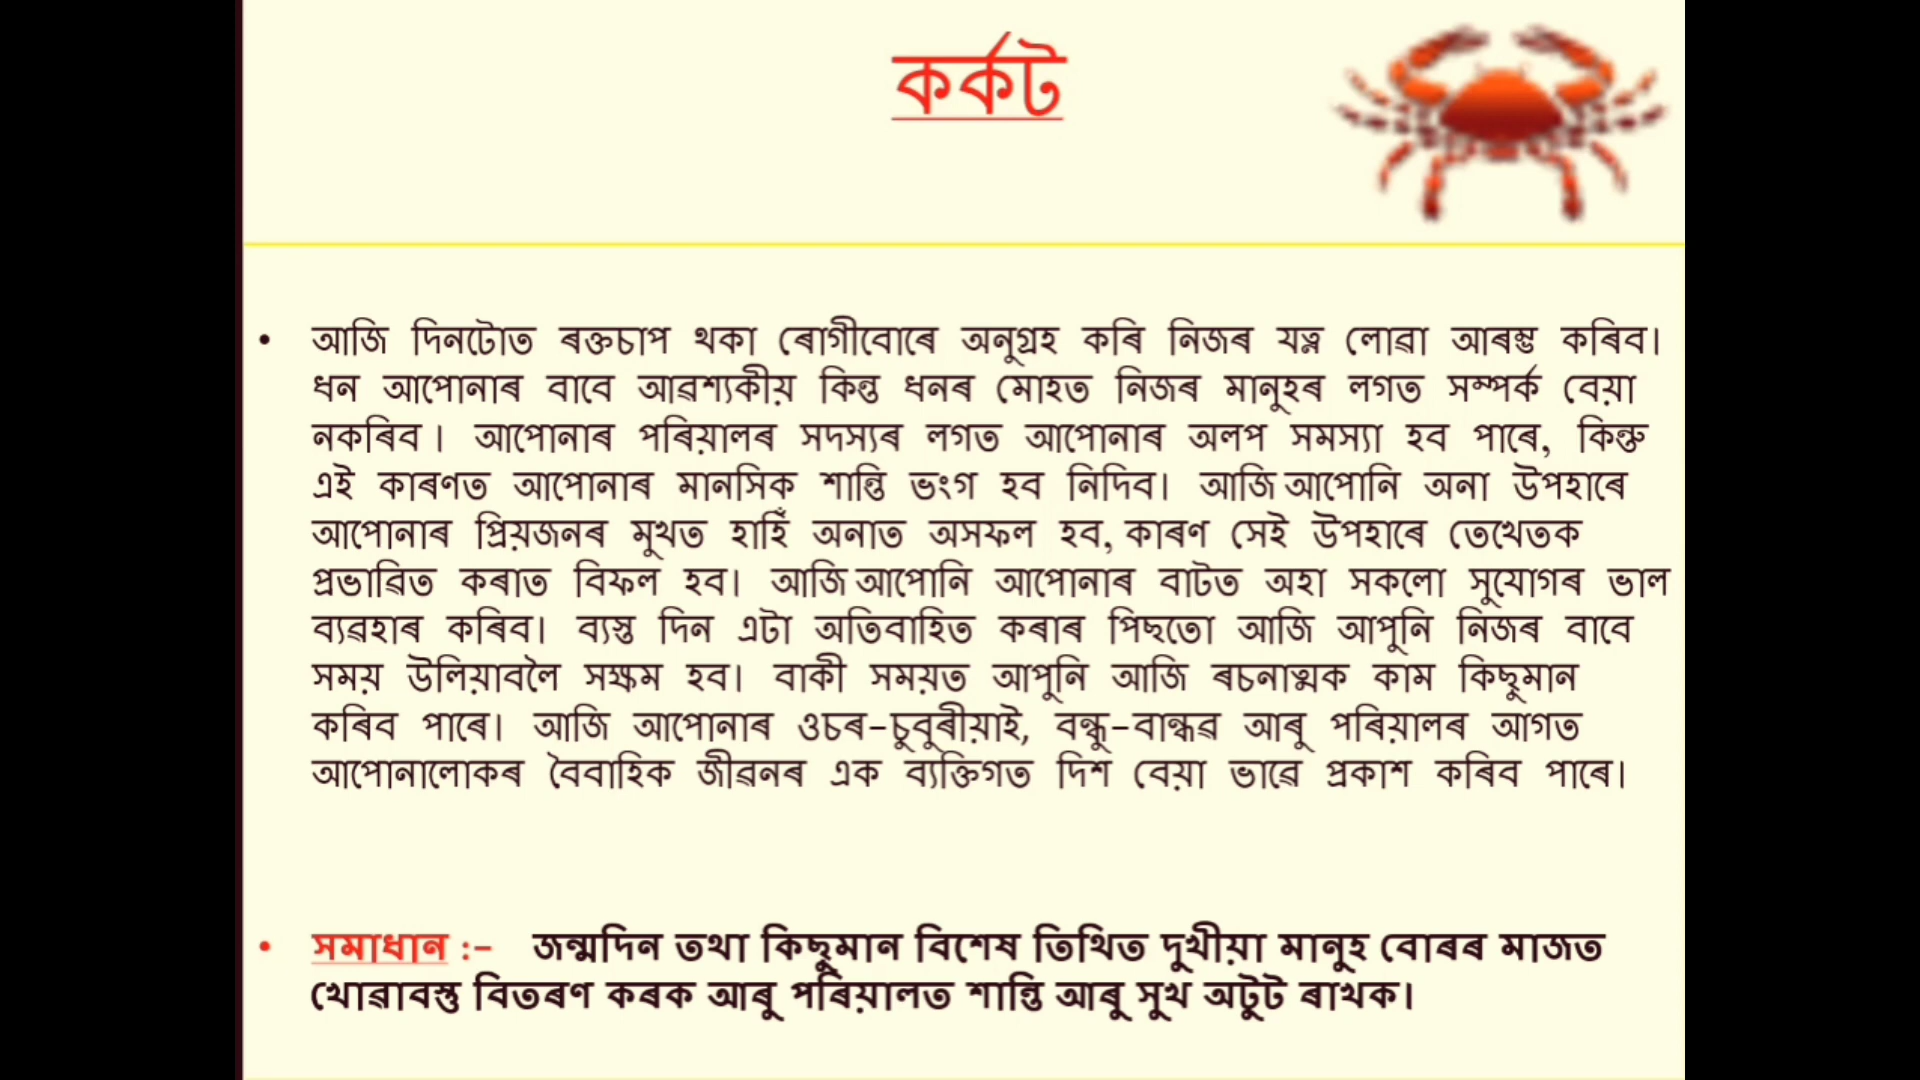 কৰ্কট
• আজি দিনটোত ৰক্তচাপ থকা ৰোগীবোৰে অনুগ্ৰহ কৰি নিজৰ যত্ন লোৱা আৰম্ভ কৰিব।
ধন আপোনাৰ বাবে আৱশ্যকীয় কিন্ত ধনৰ মোহত নিজৰ মানুহৰ লগত সম্পৰ্ক বেয়া
নকৰিব। আপোনাৰ পৰিয়ালৰ সদস্যৰ লগত আপোনাৰ অলপ সমস্যা হব পাৰে, কিন্তু
এই কাৰণত আপোনাৰ মানসিক শান্তি ভংগ হব নিদিব। আজি আপোনি অনা উপহাৰে
আপোনাৰ প্ৰিয়জনৰ মুখত হাহিঁ অনাত অসফল হব, কাৰণ সেই উপহাৰে তেখেতক
প্ৰভাৱিত কৰাত বিফল হব। আজি আপোনি আপোনাৰ বাটত অহা সকলো সুযোগৰ ভাল
ব্যৱহাৰ কৰিব। ব্যস্ত দিন এটা অতিবাহিত কৰাৰ পিছতো আজি আপুনি নিজৰ বাবে
সময় উলিয়াবলৈ সক্ষম হব। বাকী সময়ত আপুনি আজি ৰচনাত্মক কাম কিছুমান
কৰিব পাৰে। আজি আপোনাৰ ওচৰ-চুবুৰীয়াই, বন্ধু-বান্ধৱ আৰু পৰিয়ালৰ আগত
আপোনালোকৰ বৈবাহিক জীৱনৰ এক ব্যক্তিগত দিশ বেয়া ভাৱে প্ৰকাশ কৰিব পাৰে।
• সমাধান :- জন্মদিন তথা কিছুমান বিশেষ তিথিত দুখীয়া মানুহ বোৰৰ মাজত
খোৱাবস্তু বিতৰণ কৰক আৰু পৰিয়ালত শান্তি আৰু সুখ অটুট ৰাখক।